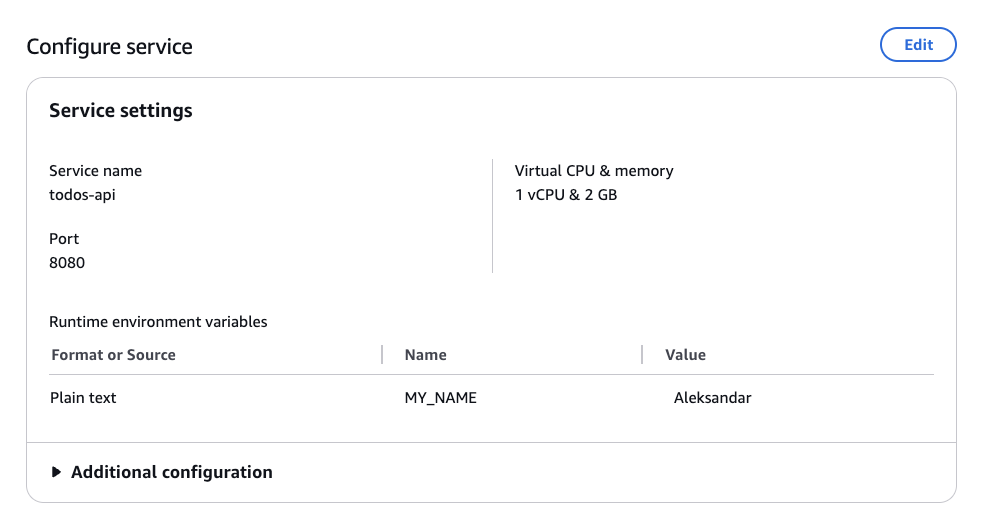 Configure service
Edit
Service settings
Service name
todos-api
Virtual CPU & memory
1 vCPU & 2 GB
Port
8080
Runtime environment variables
Format or Source Name Value
Plain text MY_NAME Aleksandar
Additional configuration